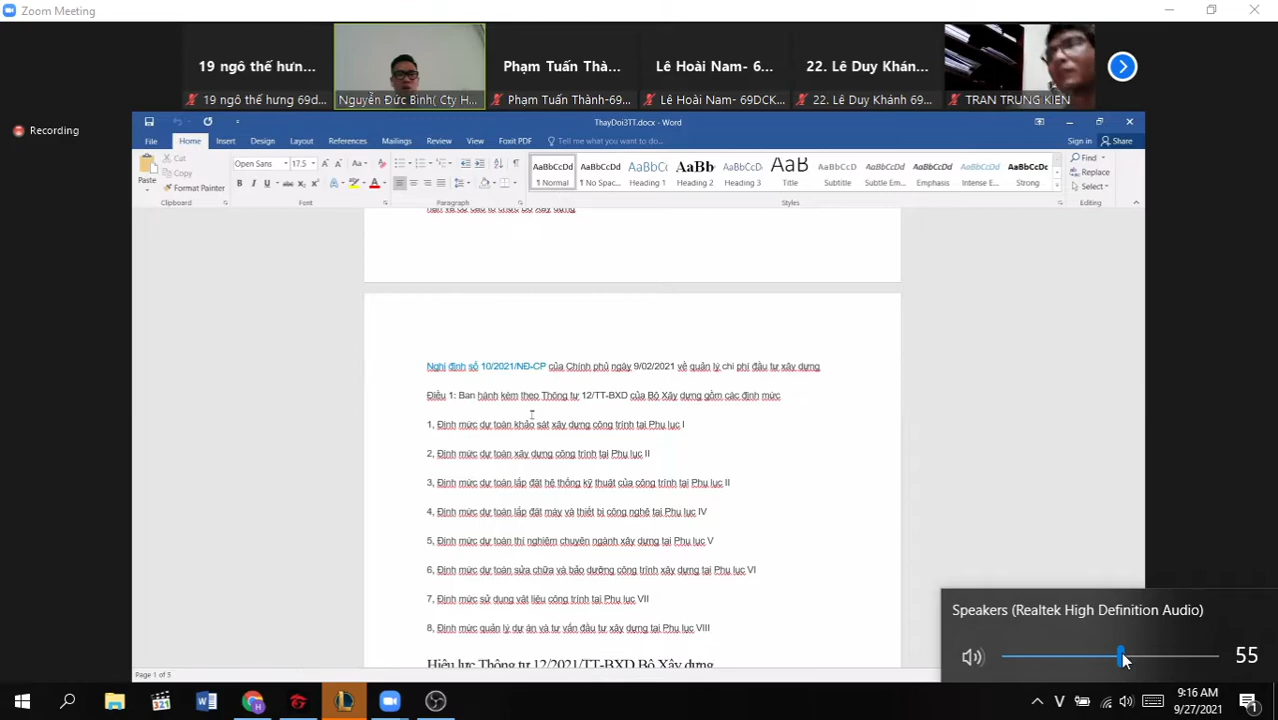 Zoom Meeting
19 ngô thế hưng...
Phạm Tuấn Thà...
Lê Hoài Nam- 6...
22. Lê Duy Khán...
19 ngô thế hưng 69d...
Nguyễn Đức Bình( Cty H...
Phạm Tuấn Thành-69...
Lê Hoài Nam- 69DCK...
22. Lê Duy Khánh 69...
TRAN TRUNG KIEN
Recording
ThayDoi3TT.docx - Word
File
Home
Insert
Design
Layout
References
Mailings
Review
View
Foxit PDF
Tell me what you want to do...
Sign in
Share
Paste
Cut
Copy
Format Painter
Open Sans
17.5
AaBbCcDd
AaBbCcDd
AaBbCc
AaBb
AaBbCcD
AaB
AaBbCcD
AaBbCcDd
AaBbCcDd
AaBbCcDd
AaBbCcDc
¶ Normal
¶ No Spac...
Heading 1
Heading 2
Heading 3
Title
Subtitle
Subtle Em...
Emphasis
Intense E...
Strong
Find
Replace
Select
Clipboard
Font
Paragraph
Styles
Editing
Nghị định số 10/2021/NĐ-CP của Chính phủ ngày 9/02/2021 về quản lý chi phí đầu tư xây dựng
Điều 1: Ban hành kèm theo Thông tư 12/TT-BXD của Bộ Xây dựng gồm các định mức
1, Định mức dự toán khảo sát xây dựng công trình tại Phụ lục I
2, Định mức dự toán xây dựng công trình tại Phụ lục II
3, Định mức dự toán lắp đặt hệ thống kỹ thuật của công trình tại Phụ lục II
4, Định mức dự toán lắp đặt máy và thiết bị công nghệ tại Phụ lục IV
5, Định mức dự toán thí nghiệm chuyên ngành xây dựng tại Phụ lục V
6, Định mức dự toán sửa chữa và bảo dưỡng công trình xây dựng tại Phụ lục VI
7, Định mức sử dụng vật liệu công trình tại Phụ lục VII
8, Định mức quản lý dự án và tư vấn đầu tư xây dựng tại Phụ lục VIII
Hiệu lực Thông tư 12/2021/TT-BXD Bộ Xây dựng
Page 1 of 5
Speakers (Realtek High Definition Audio)
55
9:16 AM
9/27/2021